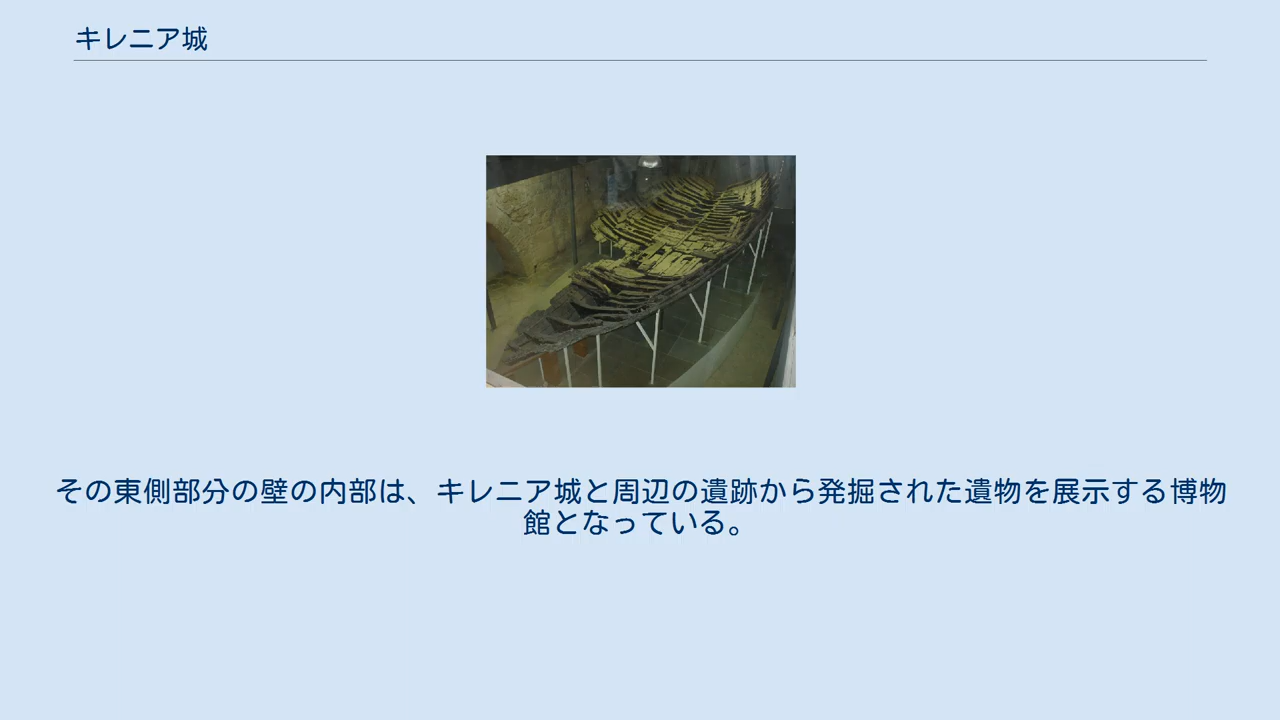 キレニア城
その東側部分の壁の内部は、キレニア城と周辺の遺跡から発掘された遺物を展示する博物
館となっている。